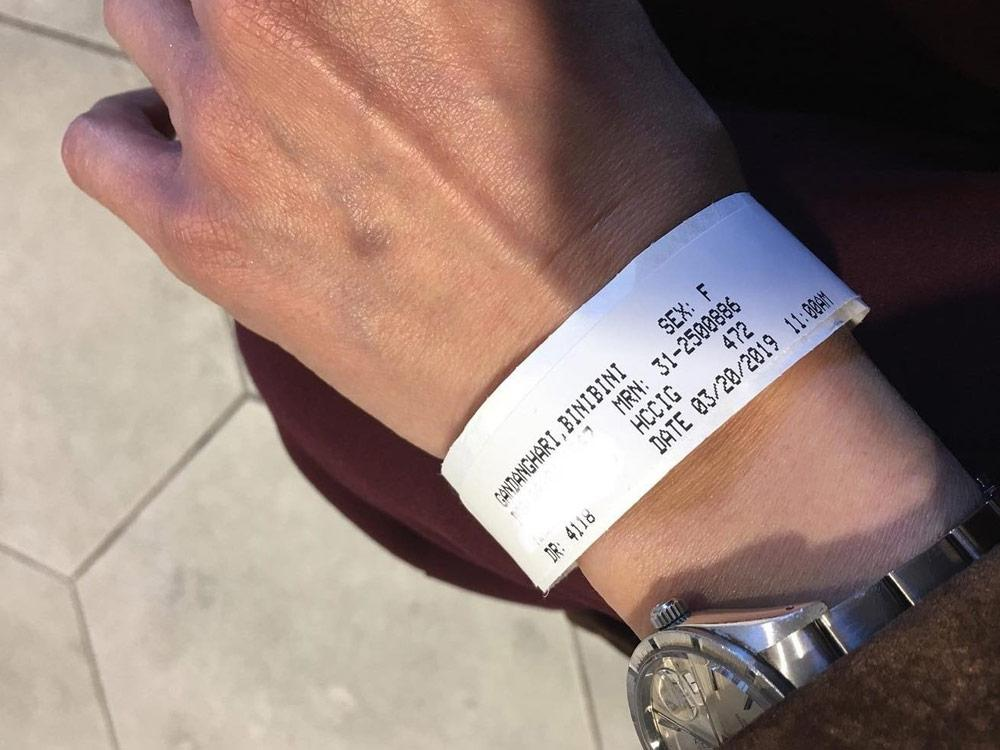 GANDANGHARI,BINIBINI SEX: F
MRN: 31-2500886
HCCIG 472
DR: 4118 DATE 03/20/2019 11:00AM